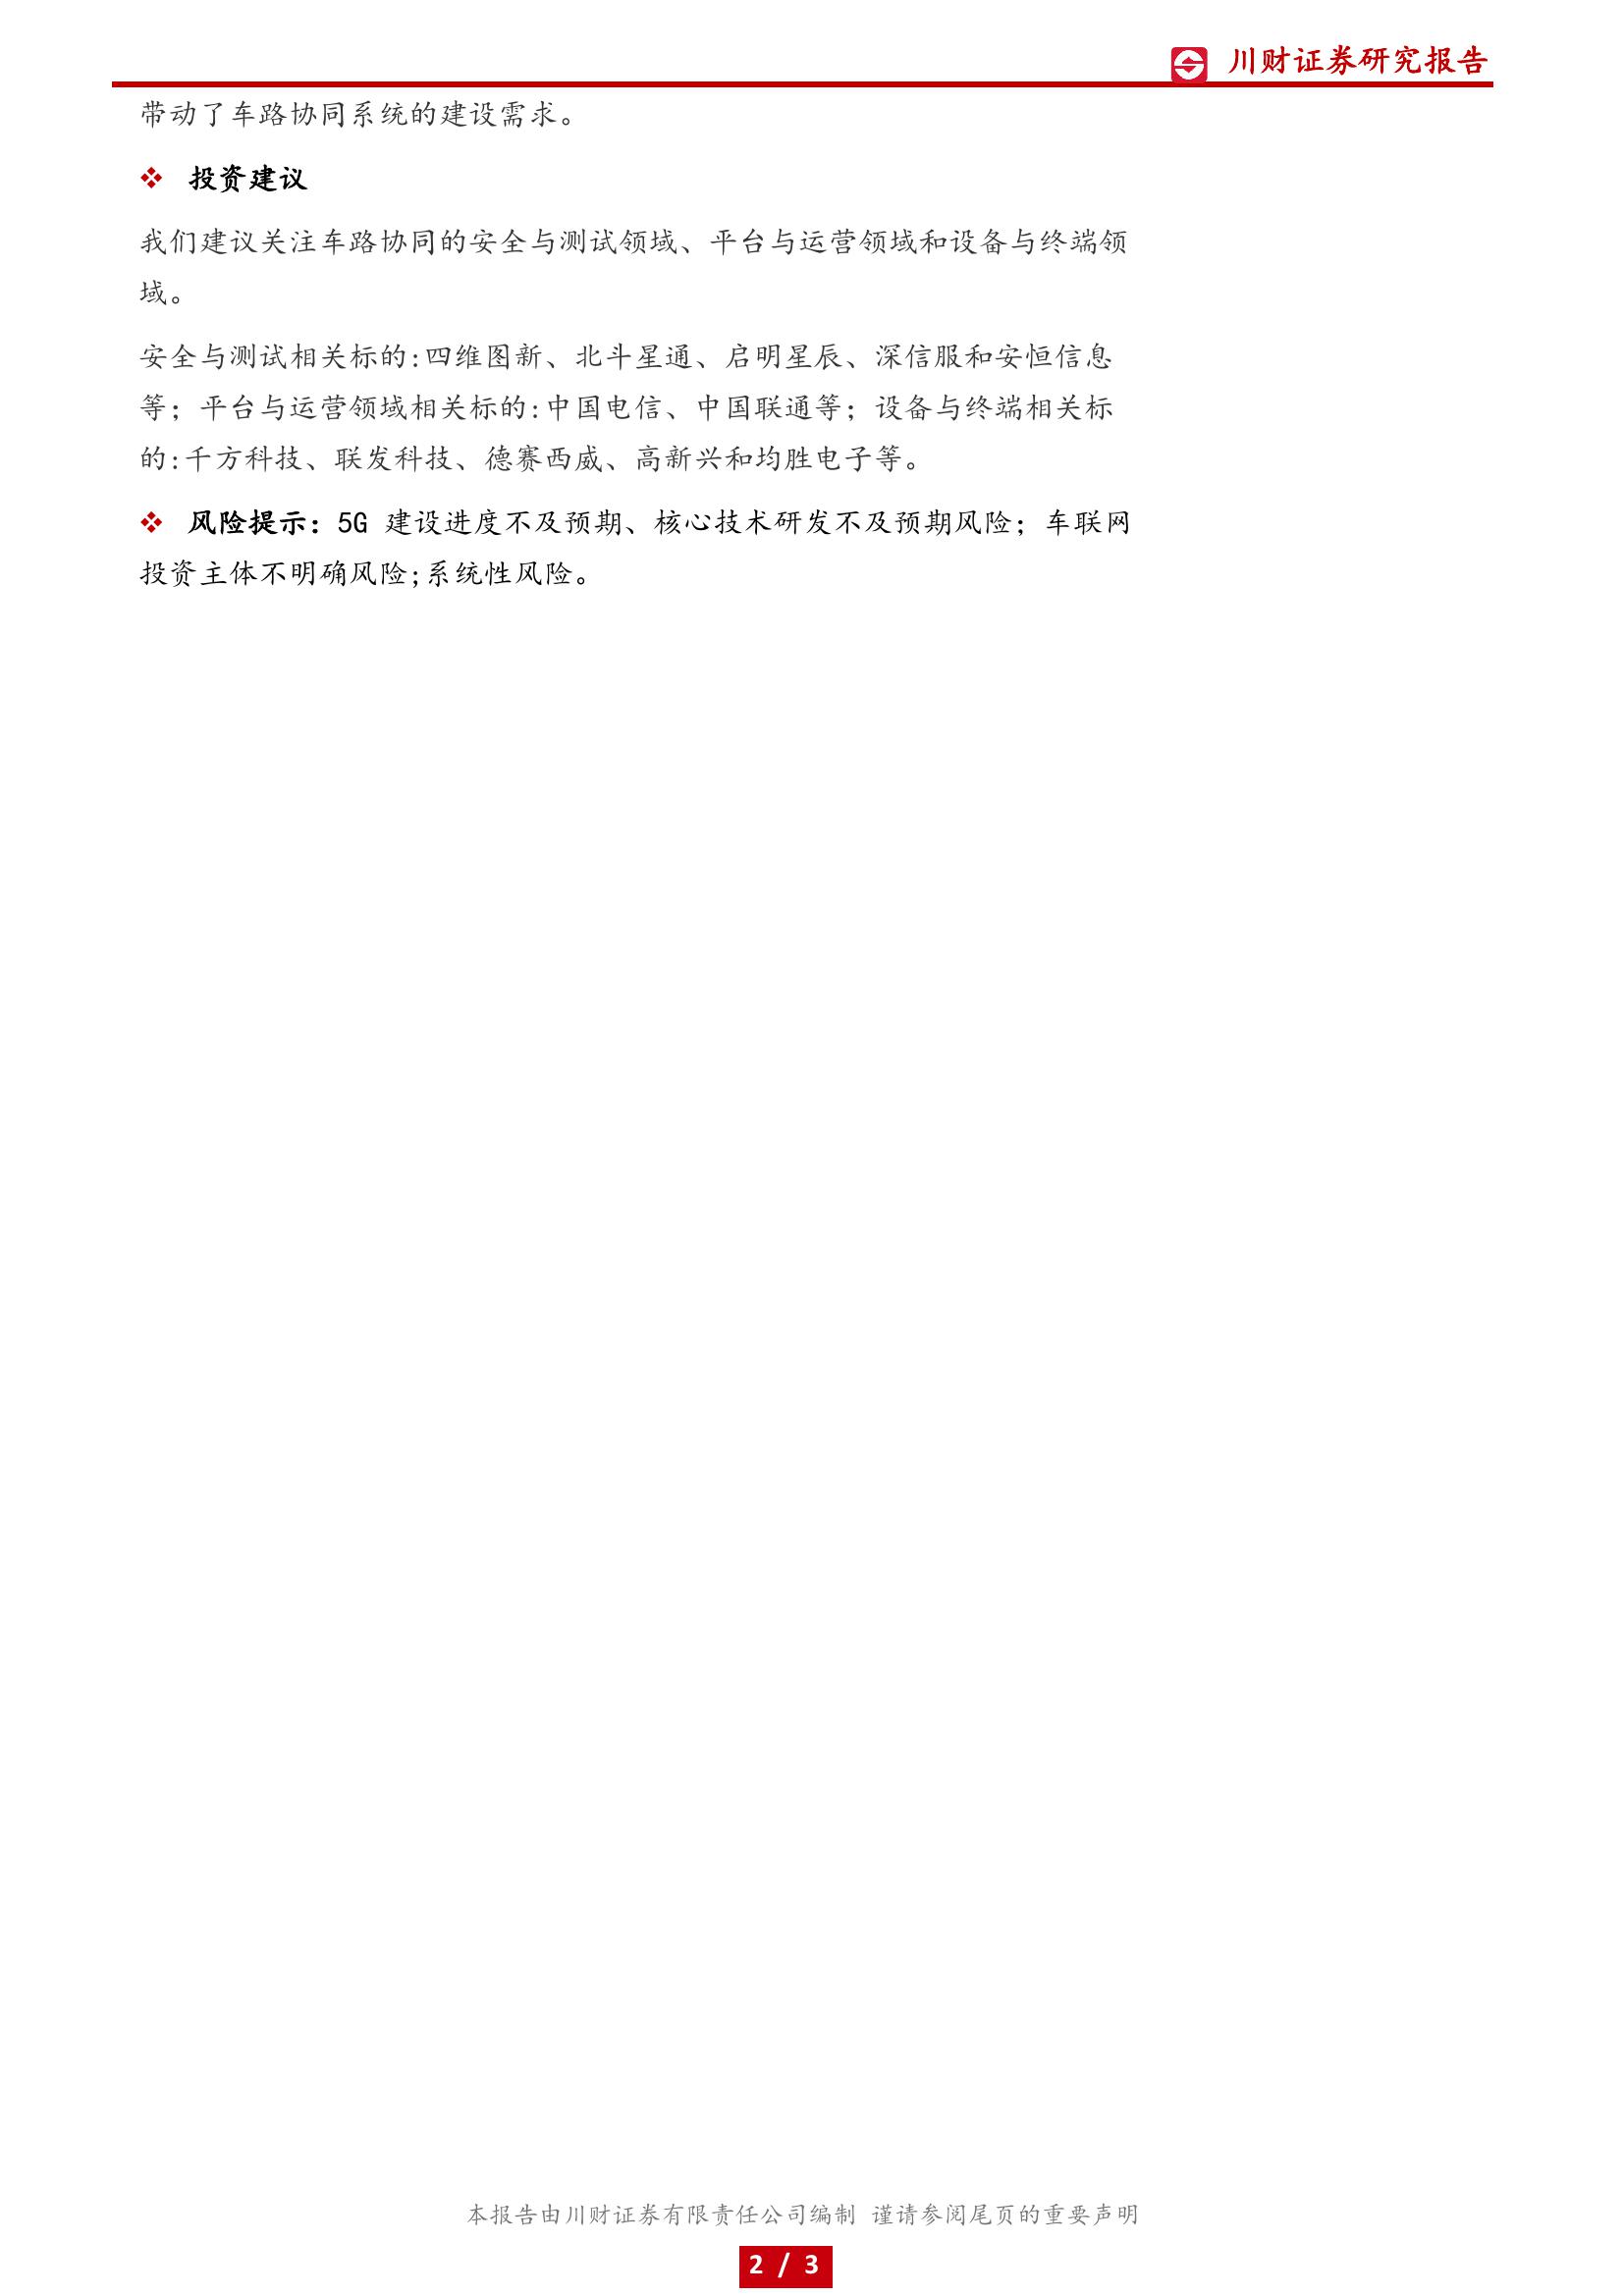 川财证券研究报告
带动了车路协同系统的建设需求。
❖ 投资建议
我们建议关注车路协同的安全与测试领域、平台与运营领域和设备与终端领
域。
安全与测试相关标的:四维图新、北斗星通、启明星辰、深信服和安恒信息
等；平台与运营领域相关标的:中国电信、中国联通等；设备与终端相关标
的:千方科技、联发科技、德赛西威、高新兴和均胜电子等。
❖ 风险提示：5G 建设进度不及预期、核心技术研发不及预期风险；车联网
投资主体不明确风险;系统性风险。
本报告由川财证券有限责任公司编制 谨请参阅尾页的重要声明
2 / 3